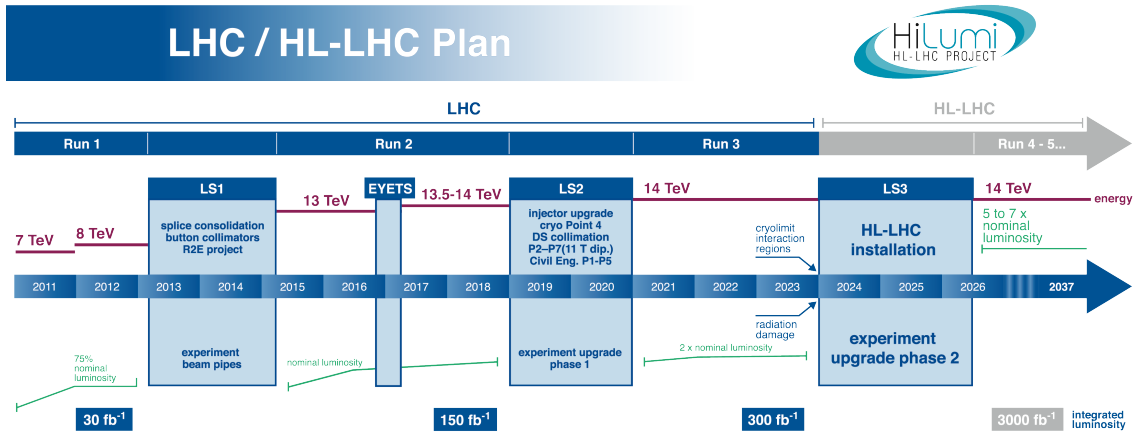 LHC / HL-LHC Plan
HiLumi
HL-LHC PROJECT
LHC
HL-LHC
Run 1
Run 2
Run 3
Run 4 - 5...
LS1
EYETS
LS2
LS3
13 TeV
13.5-14 TeV
14 TeV
14 TeV
energy
7 TeV
8 TeV
splice consolidation
button collimators
R2E project
injector upgrade
cryo Point 4
DS collimation
P2–P7(11 T dip.)
Civil Eng. P1-P5
cryolimit
interaction
regions
HL-LHC
installation
5 to 7 x
nominal
luminosity
2011
2012
2013
2014
2015
2016
2017
2018
2019
2020
2021
2022
2023
2024
2025
2026
2037
75%
nominal
luminosity
experiment
beam pipes
nominal luminosity
experiment upgrade
phase 1
2 x nominal luminosity
radiation
damage
experiment
upgrade phase 2
30 fb⁻¹
150 fb⁻¹
300 fb⁻¹
3000 fb⁻¹
integrated
luminosity